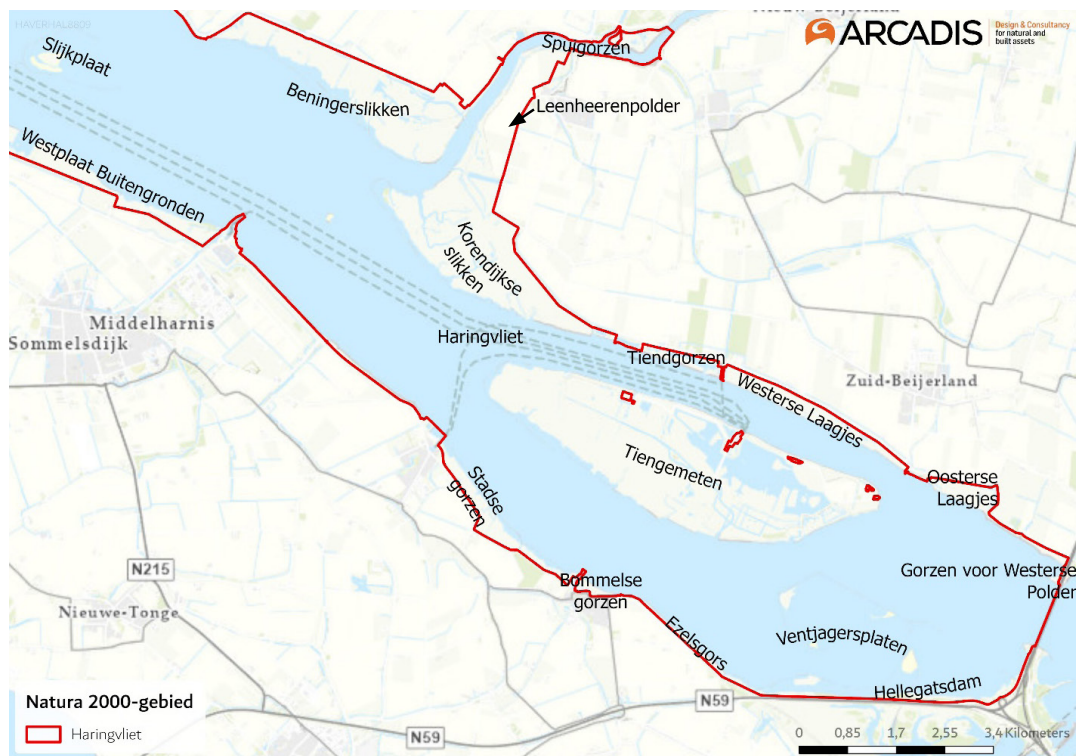 HAVERHAL8809
Nieuw-Beijerland
ARCADIS
Design & Consultancy
for natural and
built assets
Spuigorzen
Slijkplaat
Beningerslikken
Leenheerenpolder
Westplaat Buitengronden
Korendijkse
slikken
Middelharnis
Sommelsdijk
Haringvliet
Tiendgorzen
Westerse Laagjes
Zuid-Beijerland
Tiengemeten
Oosterse
Laagjes
Stadse
gorzen
N215
Bommelse
gorzen
Gorzen voor Westerse
Polder
Nieuwe-Tonge
Ezelsgors
Ventjagersplaten
Hellegatsdam
N59
N59
Natura 2000-gebied
Haringvliet
0 0,85 1,7 2,55 3,4 Kilometers